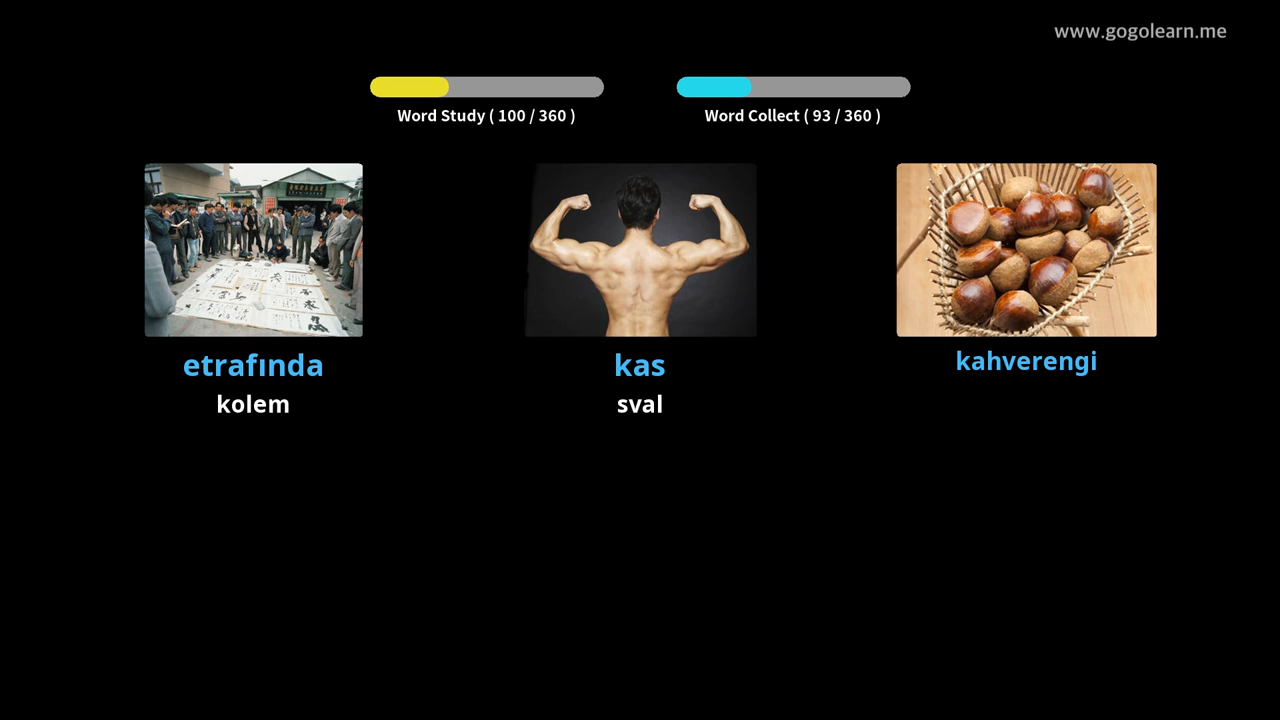 www.gogolearn.me
Word Study ( 100 / 360 )
Word Collect ( 93 / 360 )
etrafında
kas
kahverengi
kolem
sval